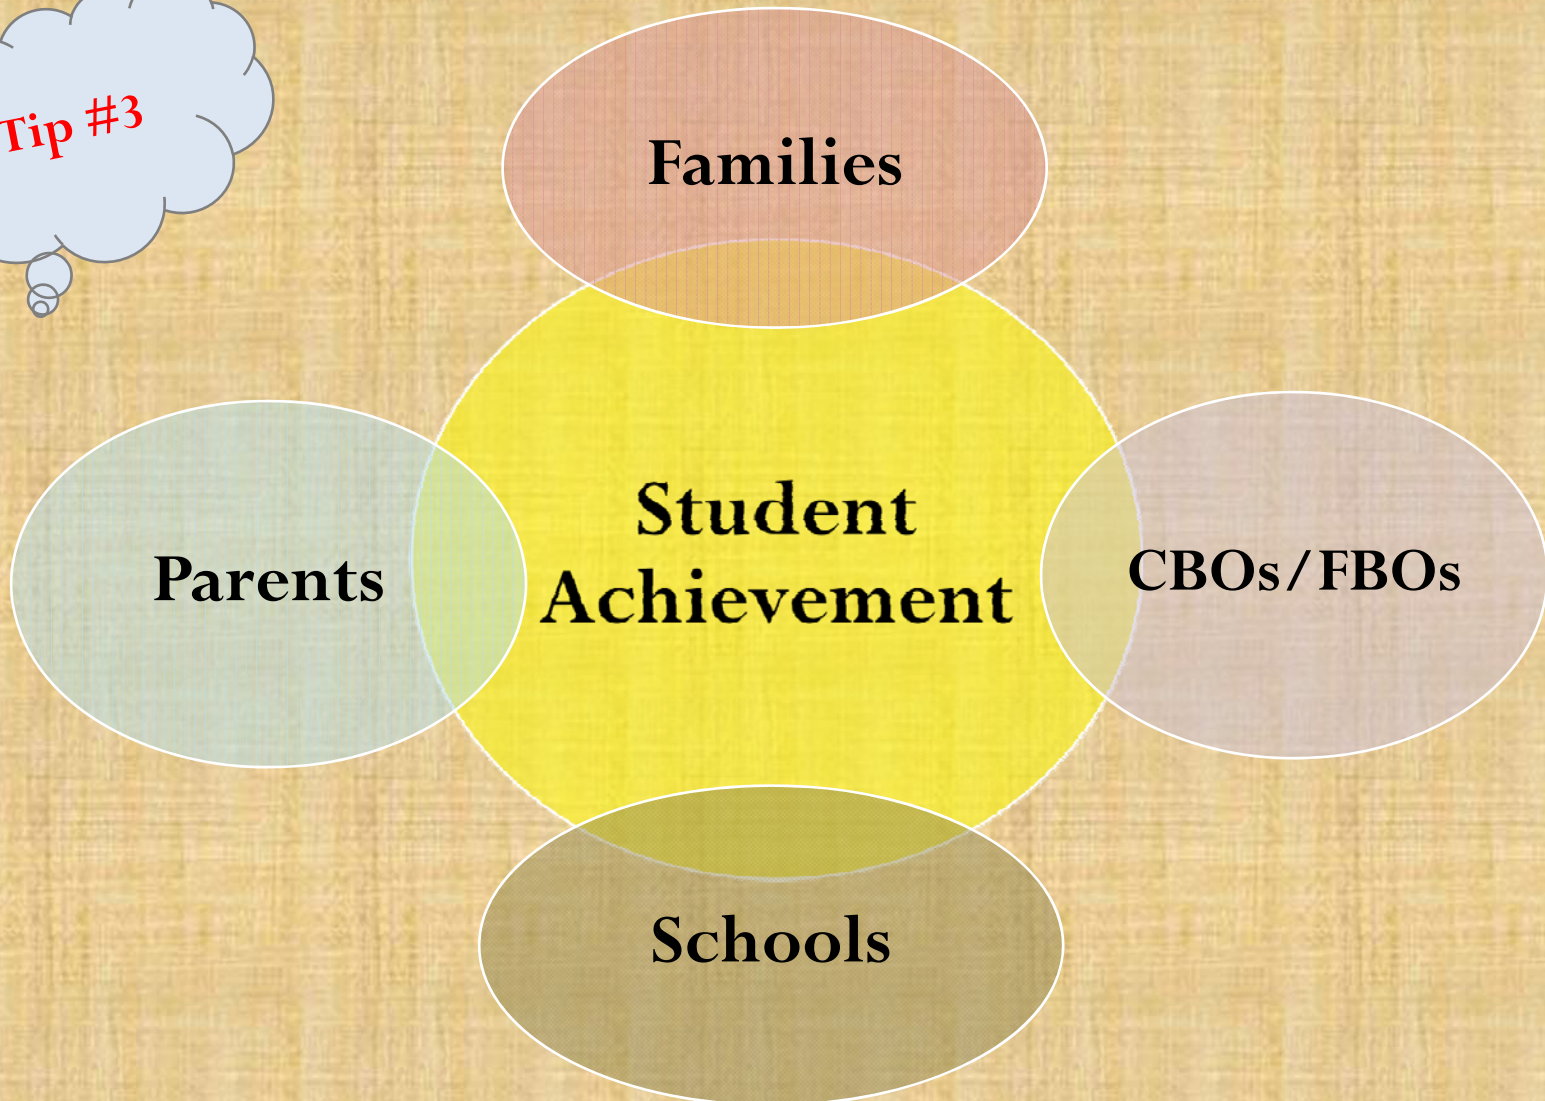 Tip #3
Families
Student
Achievement
Parents
CBOs/FBOs
Schools